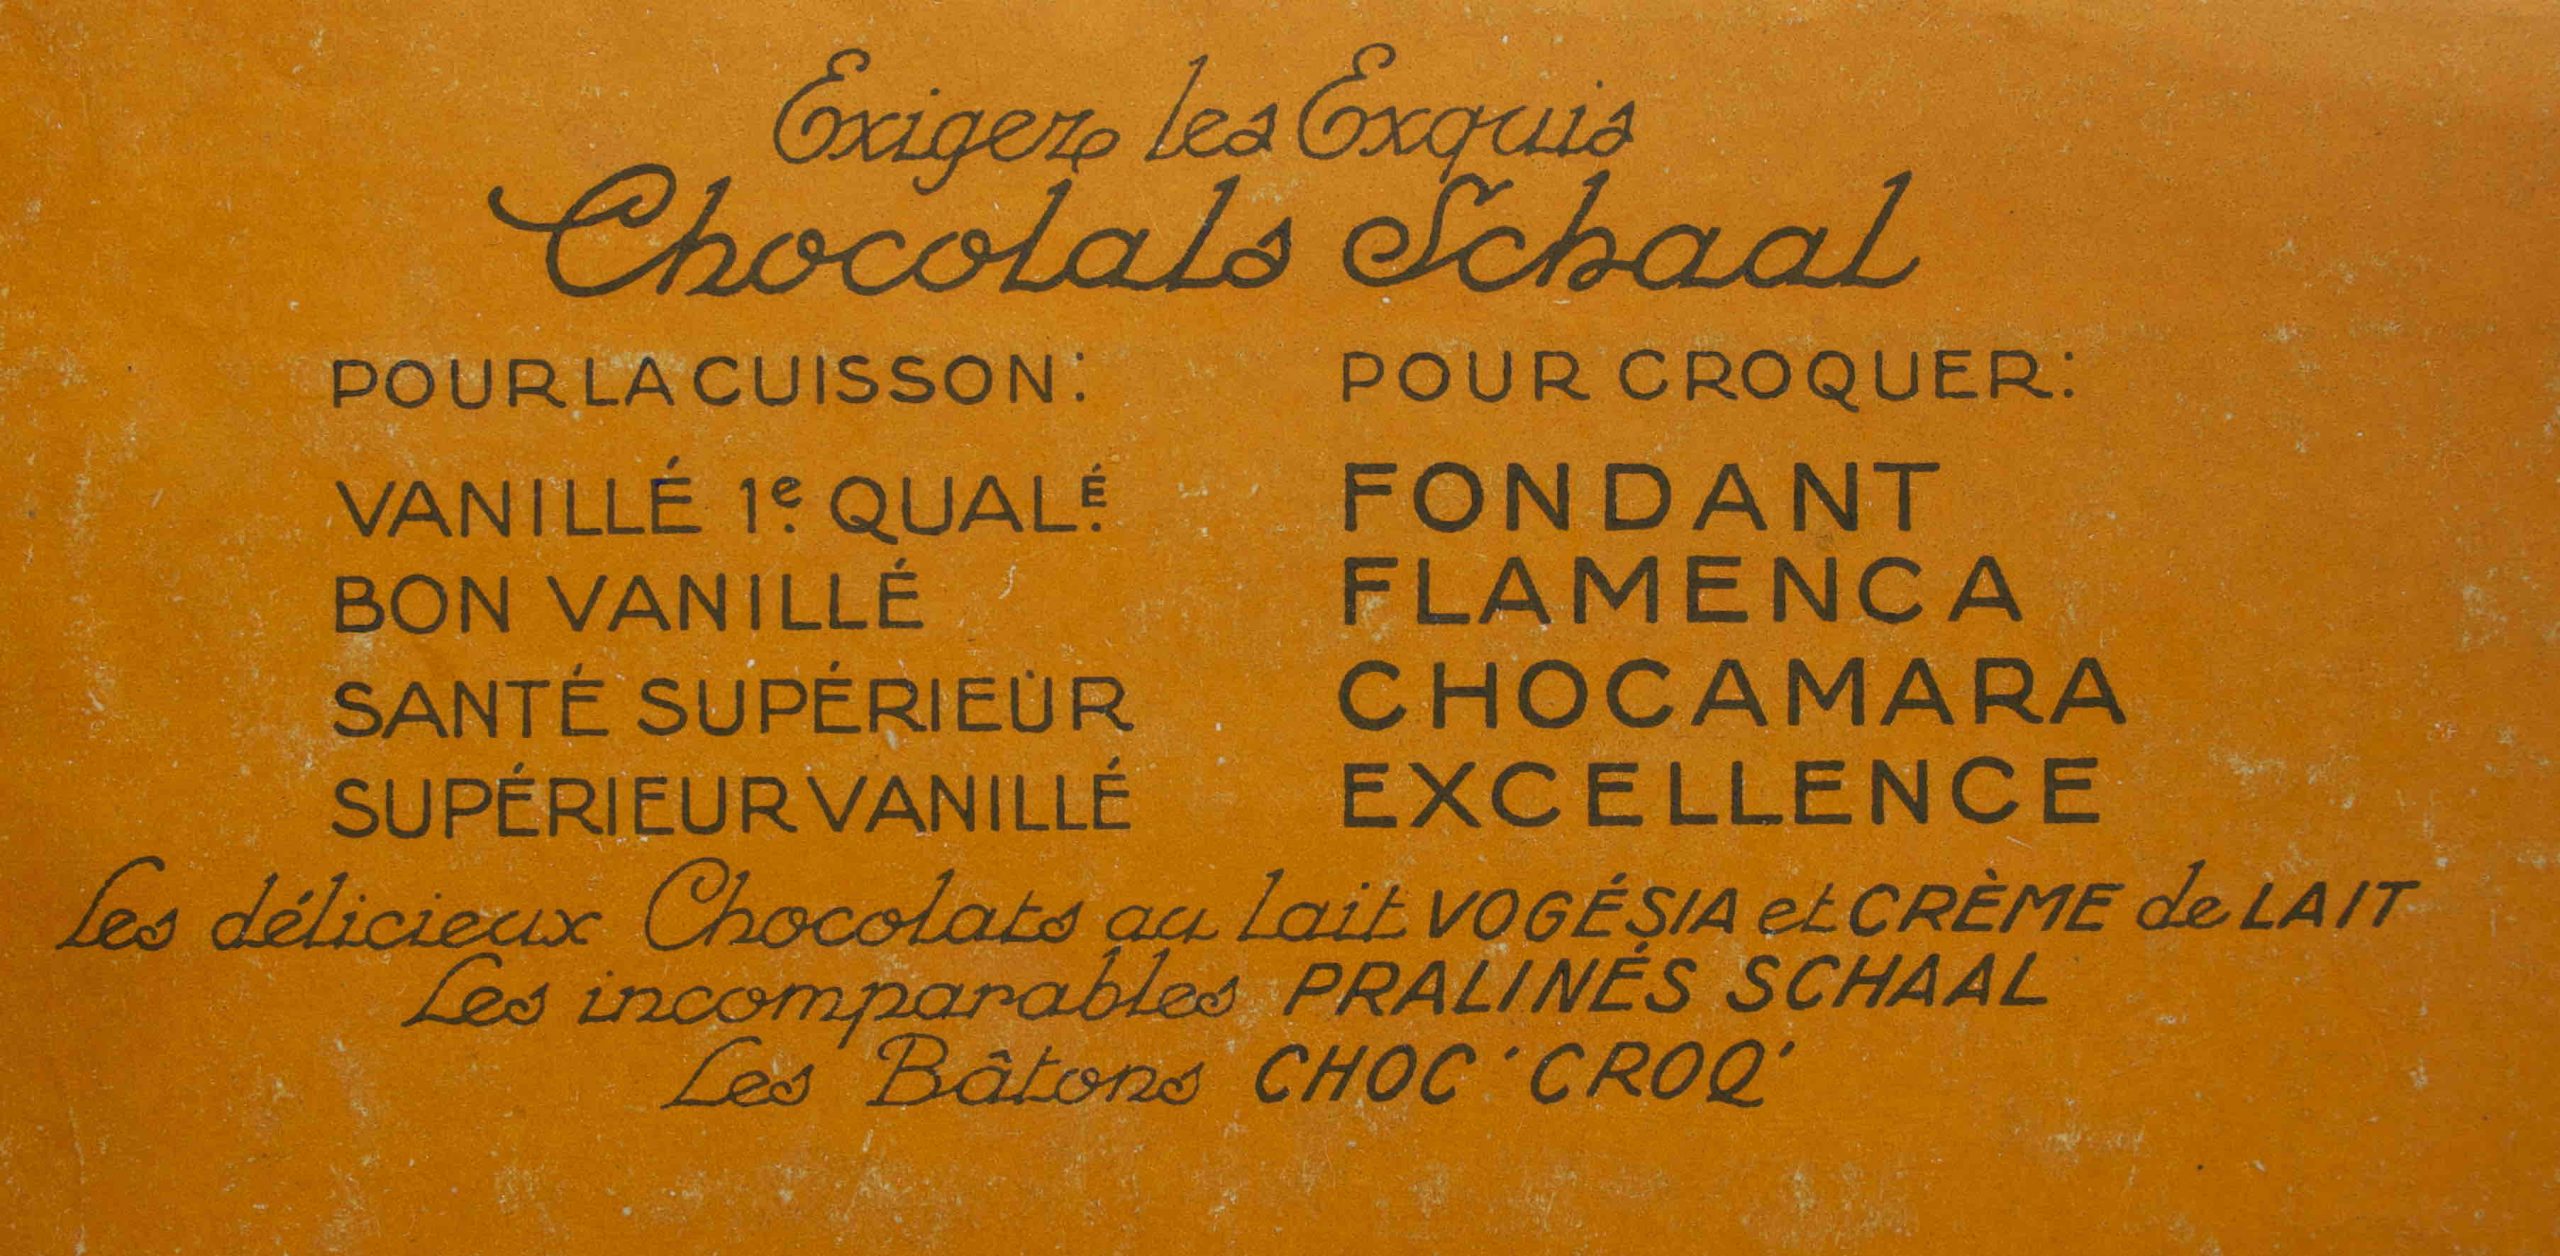 Exigez les Exquis
Chocolats Schaal
POUR LA CUISSON:
VANILLÉ 1e QUALÉ
BON VANILLÉ
SANTÉ SUPÉRIEUR
SUPÉRIEUR VANILLÉ
POUR CROQUER:
FONDANT
FLAMENCA
CHOCAMARA
EXCELLENCE
Les délicieux Chocolats au lait VOGÉSIA et CRÈME de LAIT
Les incomparables PRALINÉS SCHAAL
Les Bâtons CHOC'CROQ'